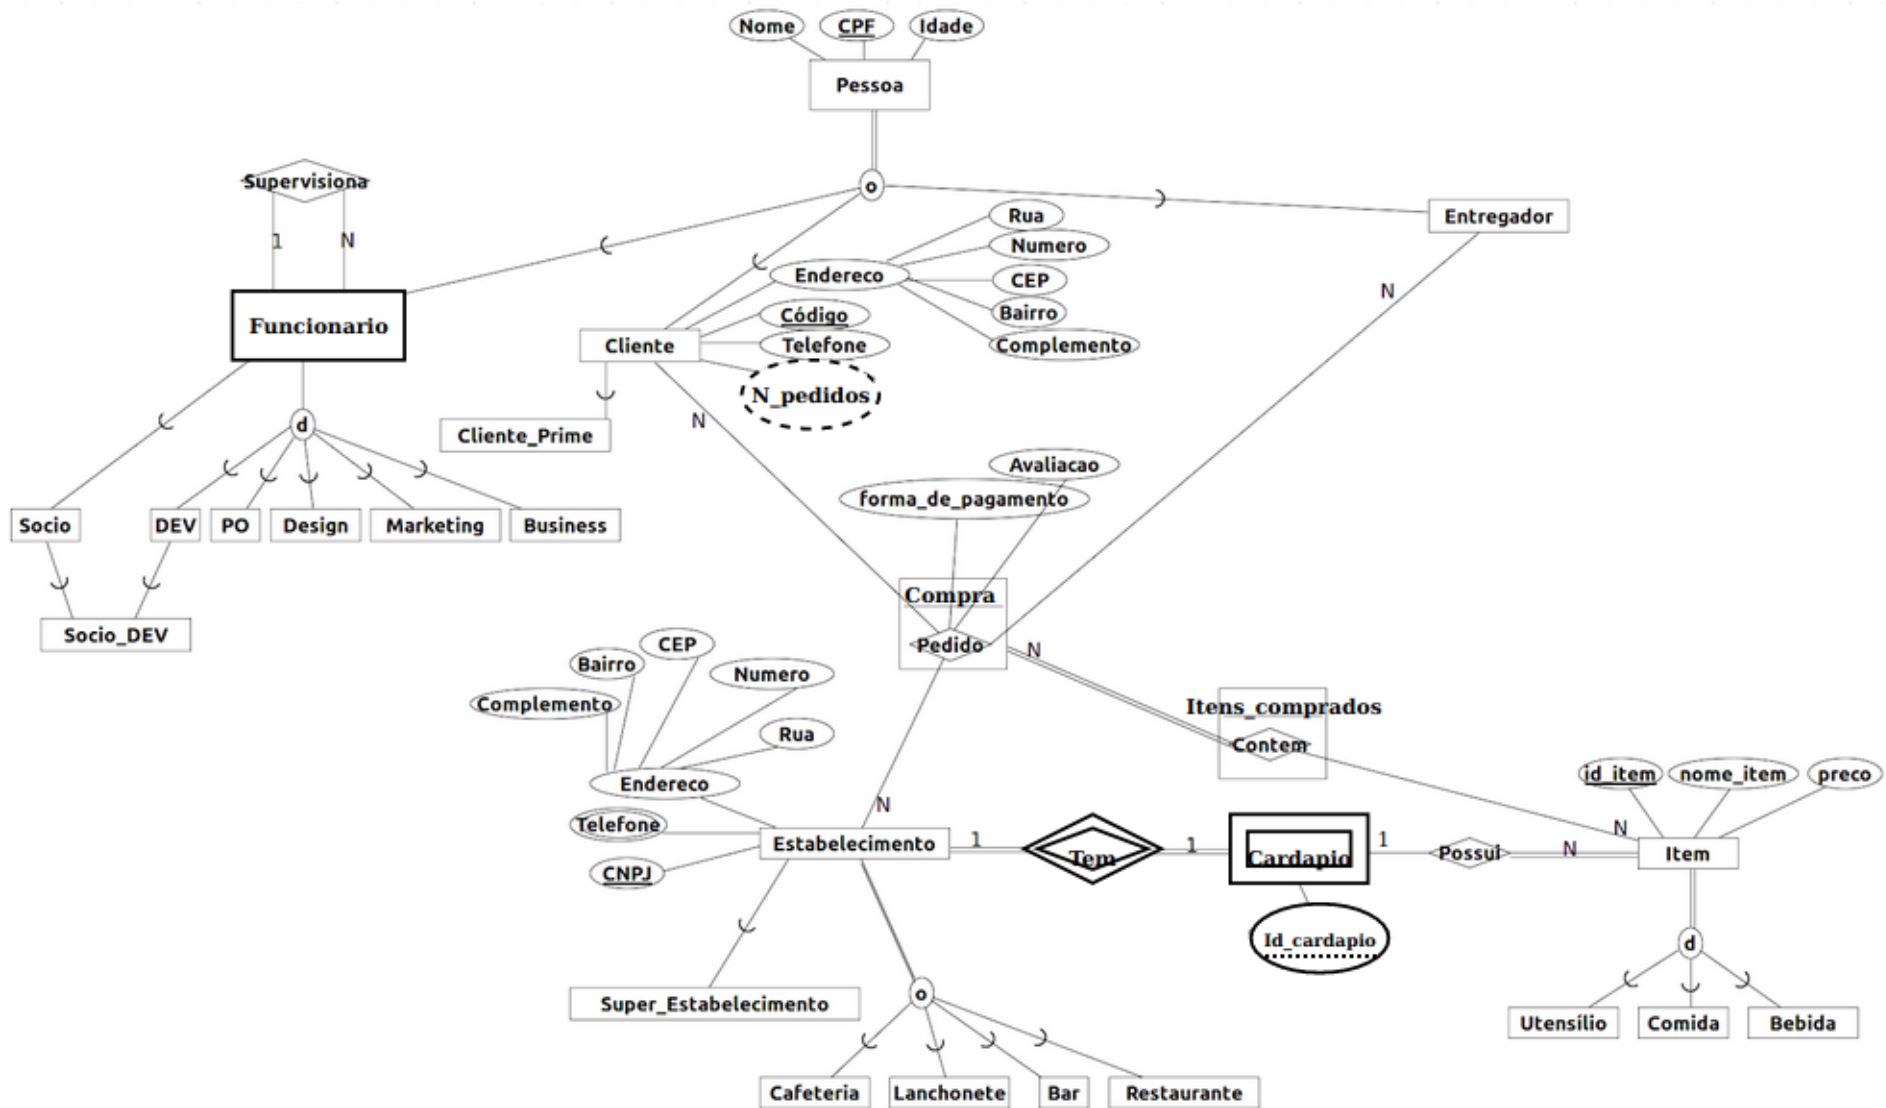 Nome
CPF
Idade
Pessoa
Supervisiona
o
1
N
Rua
Entregador
Numero
Endereco
CEP
N
Código
Bairro
Funcionario
Cliente
Telefone
Complemento
N_pedidos
N
d
Cliente_Prime
Avaliacao
forma_de_pagamento
Socio
DEV
PO
Design
Marketing
Business
Compra
Socio_DEV
Pedido
N
CEP
Bairro
Numero
Complemento
Itens_comprados
Rua
Contem
Endereco
id_item
nome_item
preco
N
Telefone
N
Estabelecimento
1
Tem
1
Cardapio
1
Possui
N
Item
CNPJ
Id_cardapio
d
Super_Estabelecimento
o
Utensílio
Comida
Bebida
Cafeteria
Lanchonete
Bar
Restaurante